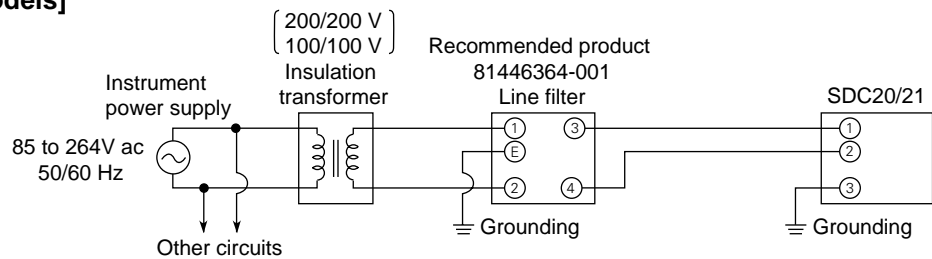 200/200 V
100/100 V
Insulation
transformer
Recommended product
81446364-001
Line filter
SDC20/21
Instrument
power supply
85 to 264V ac
50/60 Hz
1
3
E
2
4
1
2
3
Grounding
Grounding
Other circuits